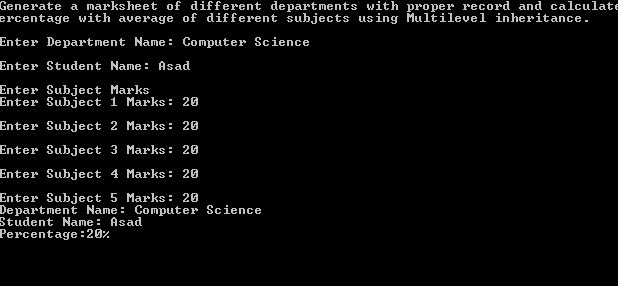 Generate a marksheet of different departments with proper record and calculate
ercentage with average of different subjects using Multilevel inheritance.
Enter Department Name: Computer Science
Enter Student Name: Asad
Enter Subject Marks
Enter Subject 1 Marks: 20
Enter Subject 2 Marks: 20
Enter Subject 3 Marks: 20
Enter Subject 4 Marks: 20
Enter Subject 5 Marks: 20
Department Name: Computer Science
Student Name: Asad
Percentage:20%